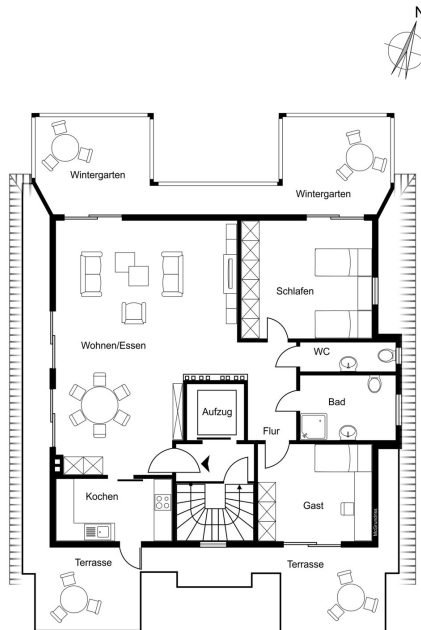 N
Wintergarten
Wintergarten
Schlafen
Wohnen/Essen
WC
Bad
Aufzug
Flur
Kochen
Gast
Terrasse
Terrasse